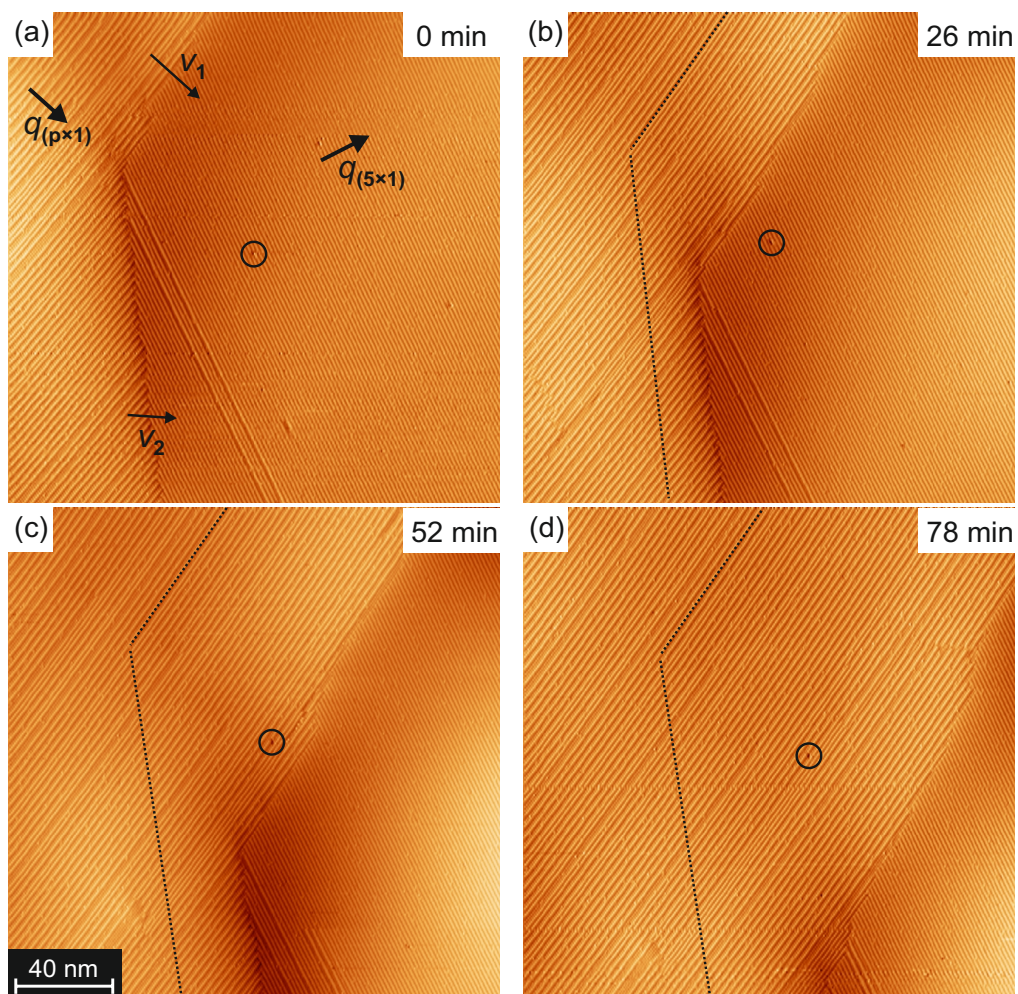 (a)
0 min
v1
q(p×1)
q(5×1)
v2
(b)
26 min
(c)
52 min
40 nm
(d)
78 min